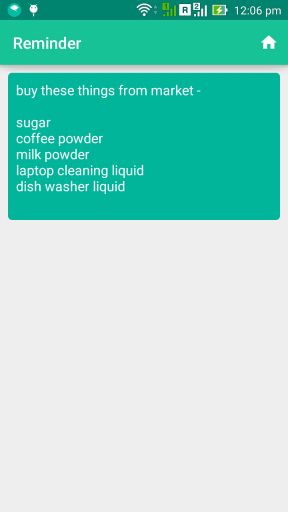 12:06 pm
Reminder
buy these things from market -
sugar
coffee powder
milk powder
laptop cleaning liquid
dish washer liquid